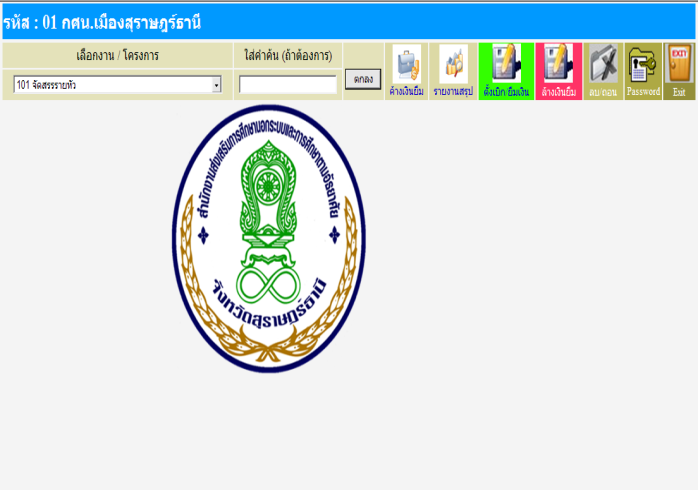 รหัส : 01 กศน.เมืองสุราษฎร์ธานี
เลือกงาน / โครงการ
ใส่ค่าค้น (ถ้าต้องการ)
101 จัดสรรรายหัว
ตกลง
ค้างเงินยืม
รายงานสรุป
ตั้งเบิก/ยืมเงิน
ล้างเงินยืม
ลบ/ถอน
Password
EXIT
Exit
สำนักงานส่งเสริมการศึกษานอกระบบและการศึกษาตามอัธยาศัย
จังหวัดสุราษฎร์ธานี